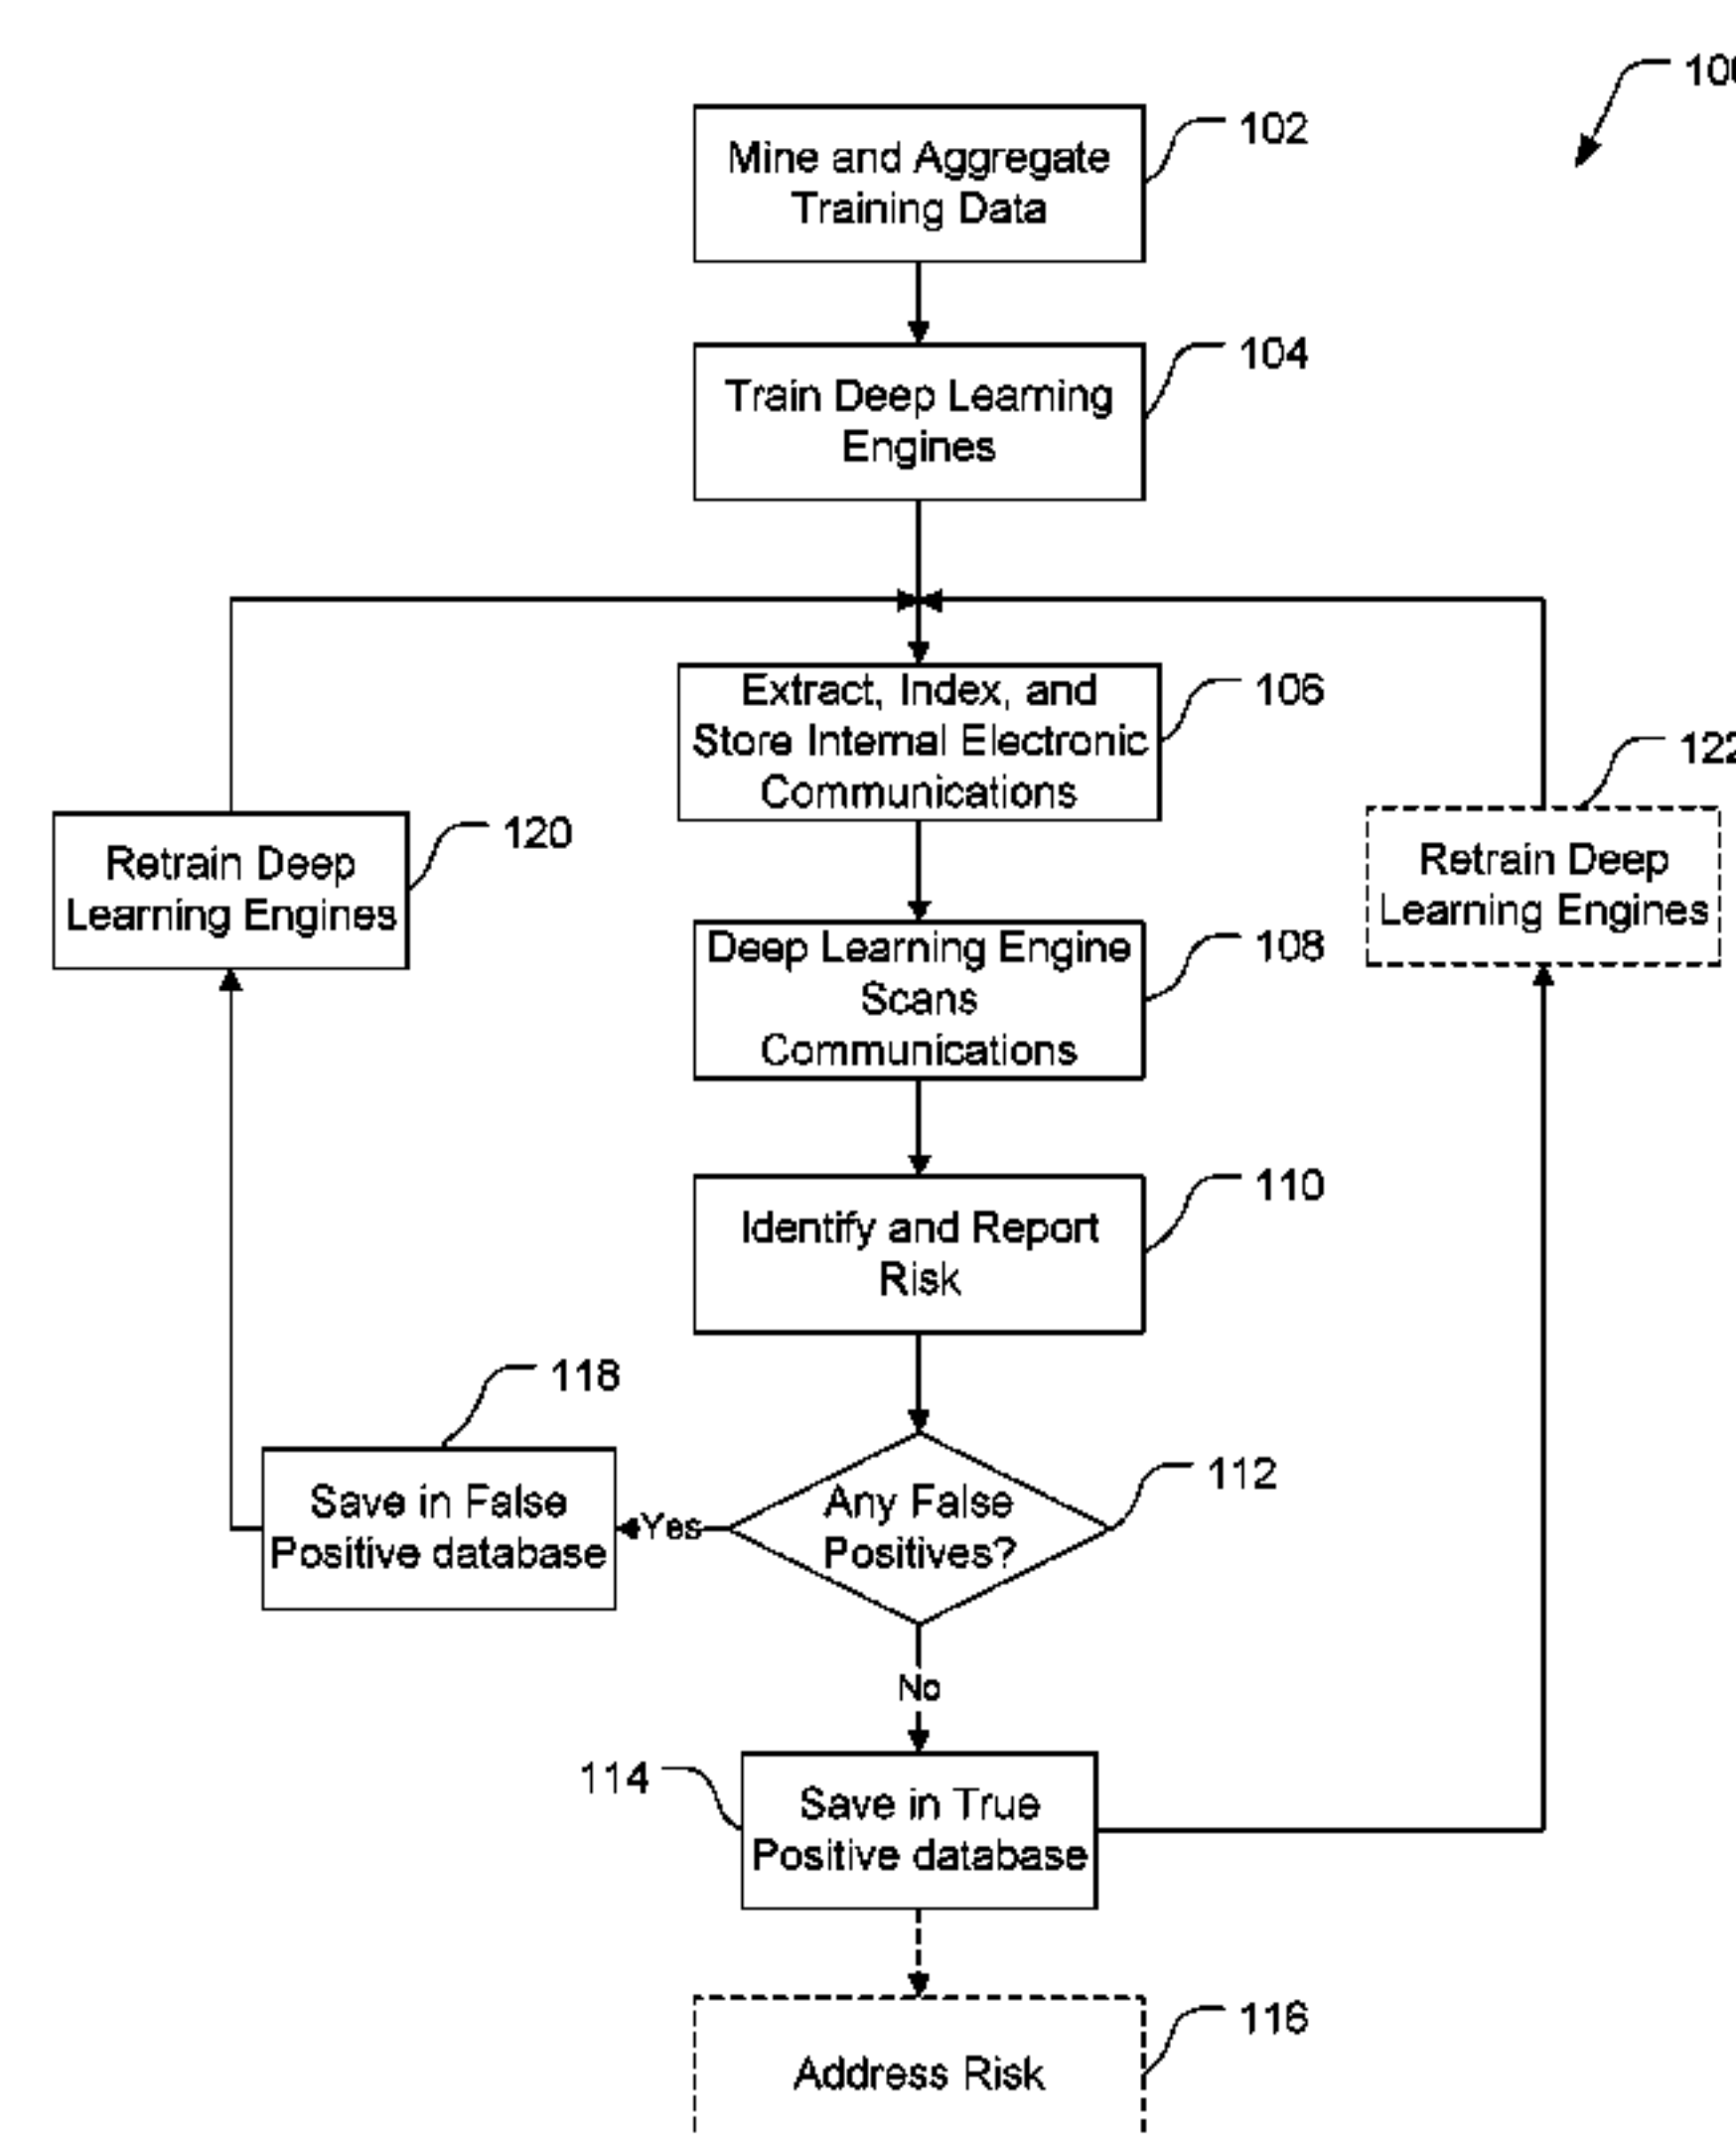 102
Mine and Aggregate
Training Data
104
Train Deep Learning
Engines
106
Extract, Index, and
Store Internal Electronic
Communications
120
Retrain Deep
Learning Engines
122
Retrain Deep
Learning Engines
108
Deep Learning Engine
Scans
Communications
110
Identify and Report
Risk
118
Save in False
Positive database
Yes
112
Any False
Positives?
No
114
Save in True
Positive database
116
Address Risk